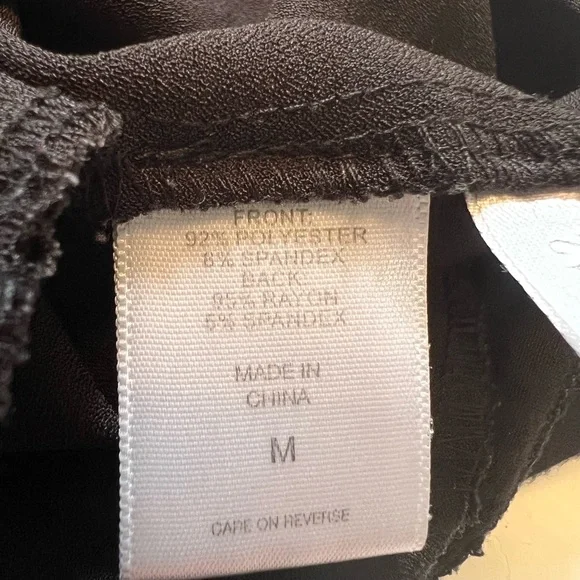 FRONT:
92% POLYESTER
8% SPANDEX
BACK:
95% RAYON
5% SPANDEX
MADE IN
CHINA
M
CARE ON REVERSE